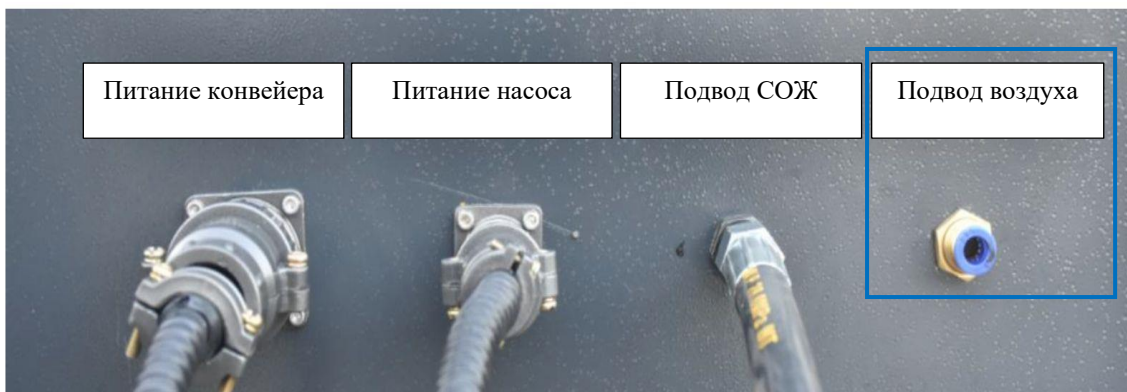 Питание конвейера
Питание насоса
Подвод СОЖ
Подвод воздуха